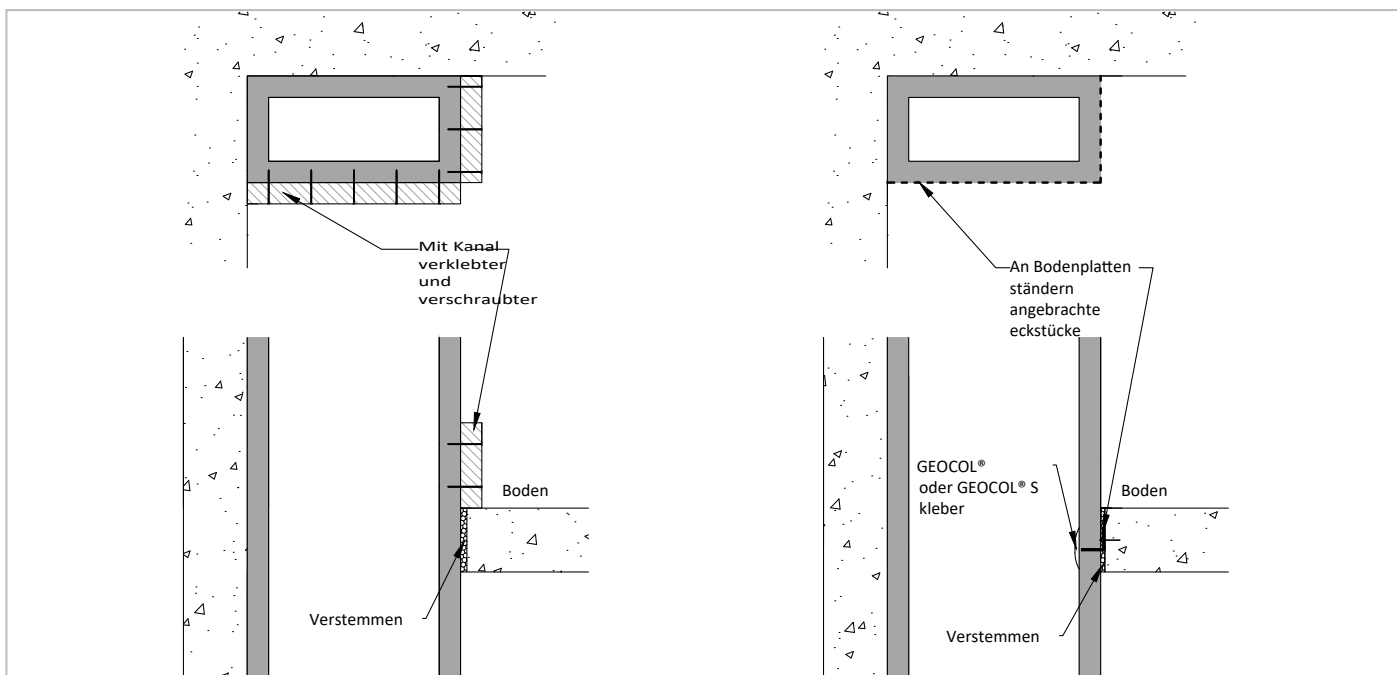 Mit Kanal
verklebter
und
verschraubter
Boden
Verstemmen
An Bodenplatten
ständern
angebrachte
eckstücke
GEOCOL®
oder GEOCOL® S
kleber
Boden
Verstemmen